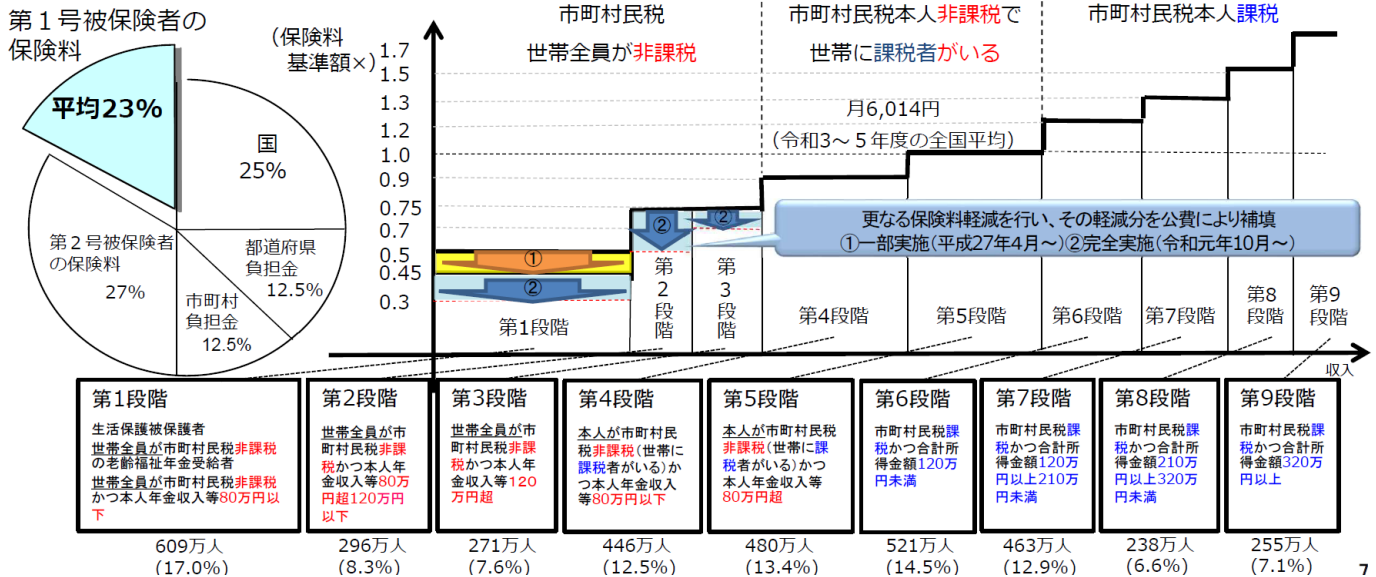 第１号被保険者の
保険料
平均23%
国
25%
都道府県
負担金
12.5%
市町村
負担金
12.5%
第２号被保険者
の保険料
27%
（保険料
基準額×）
1.7
1.5
1.3
1.2
1.0
0.9
0.75
0.7
0.5
0.45
0.3
市町村民税
世帯全員が非課税
市町村民税本人非課税で
世帯に課税者がいる
市町村民税本人課税
月6,014円
（令和3～５年度の全国平均）
更なる保険料軽減を行い、その軽減分を公費により補填
①一部実施（平成27年4月～）②完全実施（令和元年10月～）
①
②
②
②
第1段階
第2段階
第3段階
第4段階
第5段階
第6段階
第7段階
第8
段階
第9
段階
収入
第1段階
生活保護被保護者
世帯全員が市町村民税非課税
の老齢福祉年金受給者
世帯全員が市町村民税非課税
かつ本人年金収入等80万円以
下
609万人
(17.0%)
第2段階
世帯全員が市
町村民税非課
税かつ本人年
金収入等80万
円超120万円
以下
296万人
(8.3%)
第3段階
世帯全員が市
町村民税非課
税かつ本人年
金収入等120
万円超
271万人
(7.6%)
第4段階
本人が市町村民
税非課税（世帯に
課税者がいる）か
つ本人年金収入
等80万円以下
446万人
(12.5%)
第5段階
本人が市町村民税
非課税（世帯に課
税者がいる）かつ
本人年金収入等
80万円超
480万人
(13.4%)
第6段階
市町村民税課
税かつ合計所
得金額120万
円未満
521万人
(14.5%)
第7段階
市町村民税課
税かつ合計所
得金額120万
円以上210万
円未満
463万人
(12.9%)
第8段階
市町村民税課
税かつ合計所
得金額210万
円以上320万
円未満
238万人
(6.6%)
第9段階
市町村民税課
税かつ合計所
得金額320万
円以上
255万人
(7.1%)
7